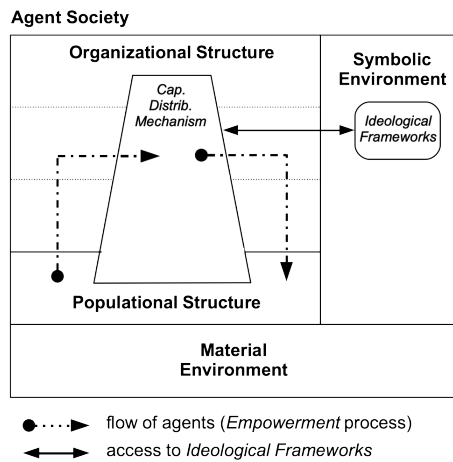 Agent Society
Organizational Structure
Cap.
Distrib.
Mechanism
Symbolic
Environment
Ideological
Frameworks
Populational Structure
Material
Environment
flow of agents (Empowerment process)
access to Ideological Frameworks